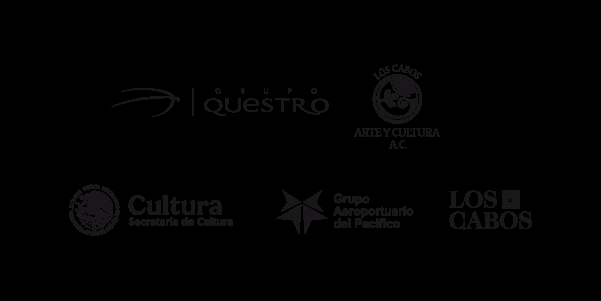 GRUPO
QUESTRO
LOS CABOS
ARTE Y CULTURA
A.C.
Cultura
Secretaría de Cultura
Grupo
Aeroportuario
del Pacífico
LOS
CABOS